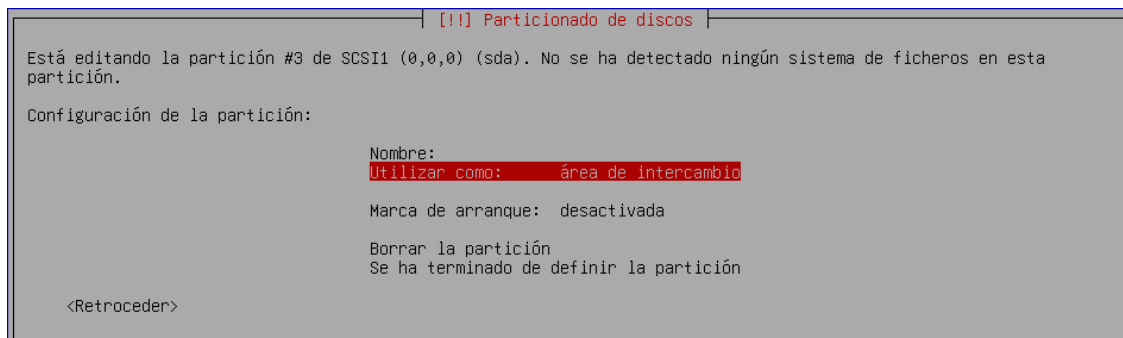 [!!] Particionado de discos
Está editando la partición #3 de SCSI1 (0,0,0) (sda). No se ha detectado ningún sistema de ficheros en esta
partición.
Configuración de la partición:
Nombre:
Utilizar como: área de intercambio
Marca de arranque: desactivada
Borrar la partición
Se ha terminado de definir la partición
<Retroceder>